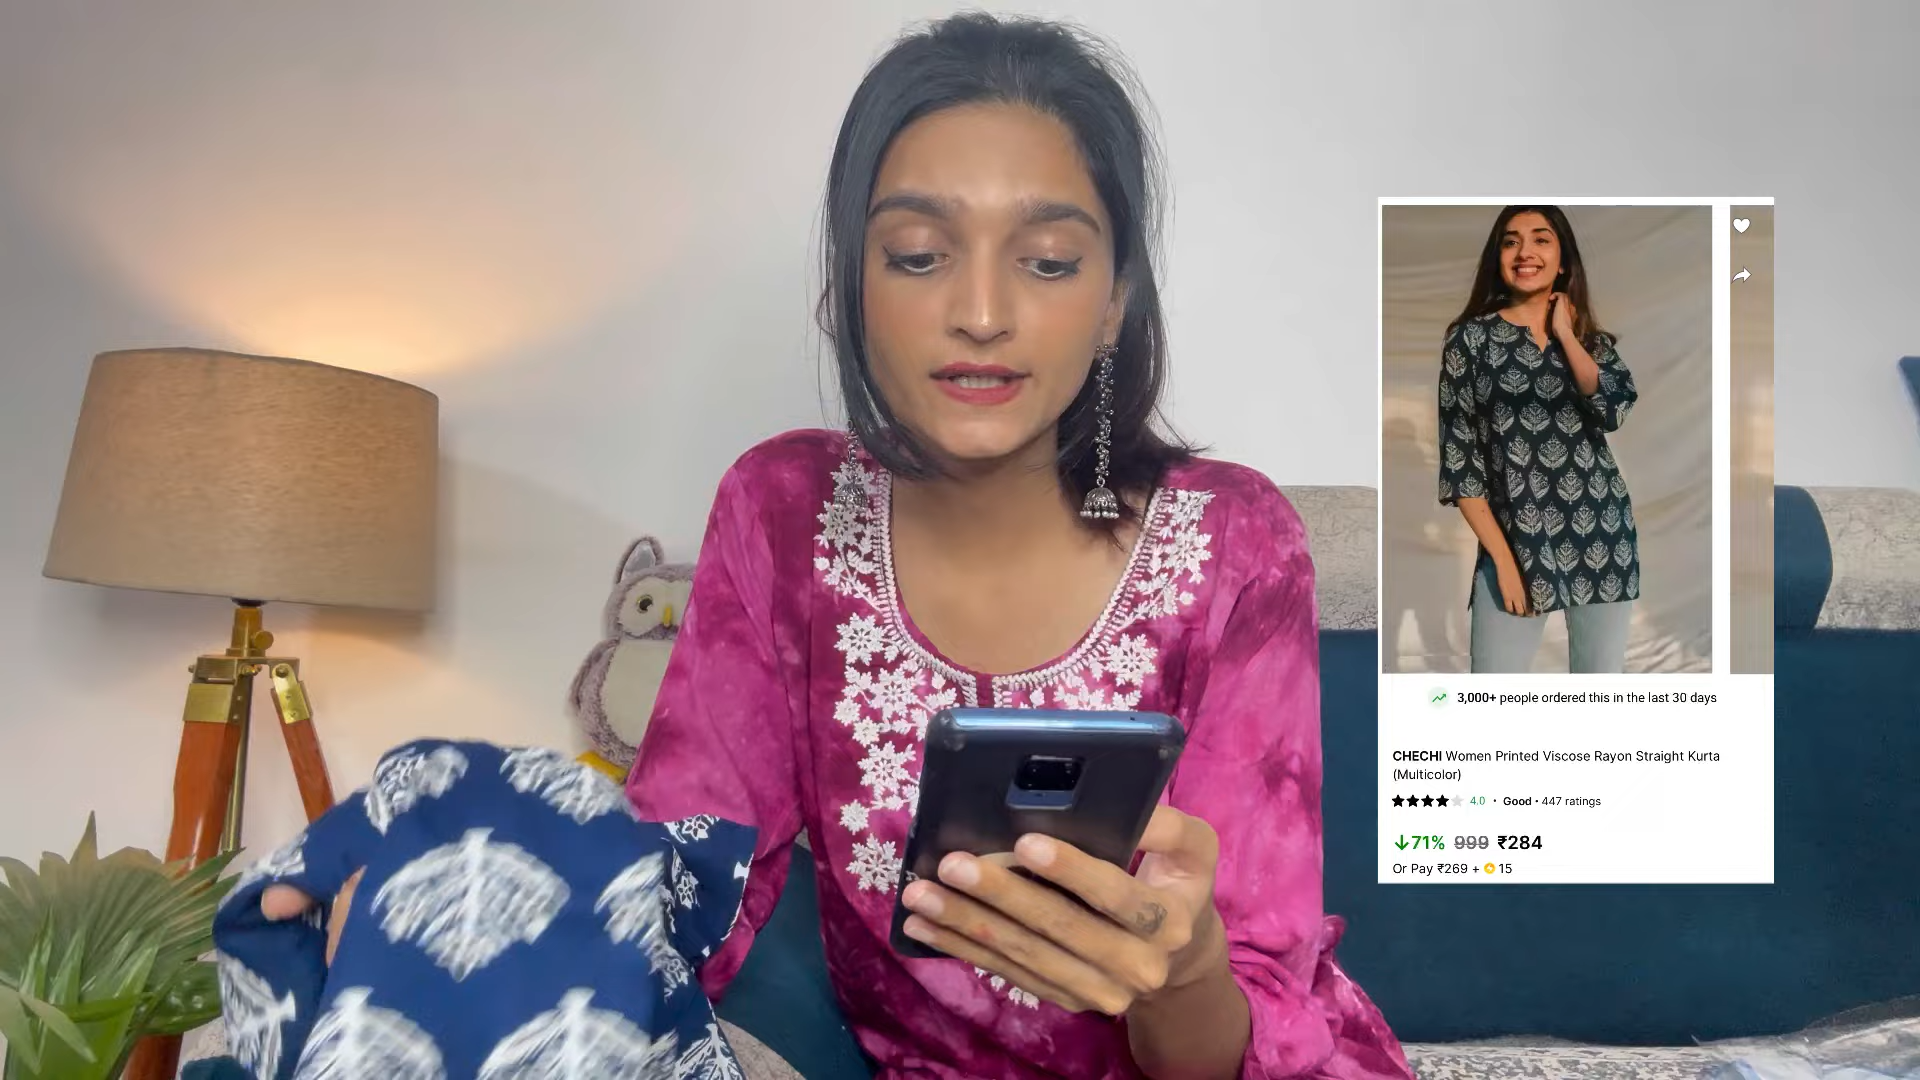 3,000+ people ordered this in the last 30 days
CHECHI Women Printed Viscose Rayon Straight Kurta
(Multicolor)
4.0 • Good • 447 ratings
↓71% 999 ₹284
Or Pay ₹269 + 15